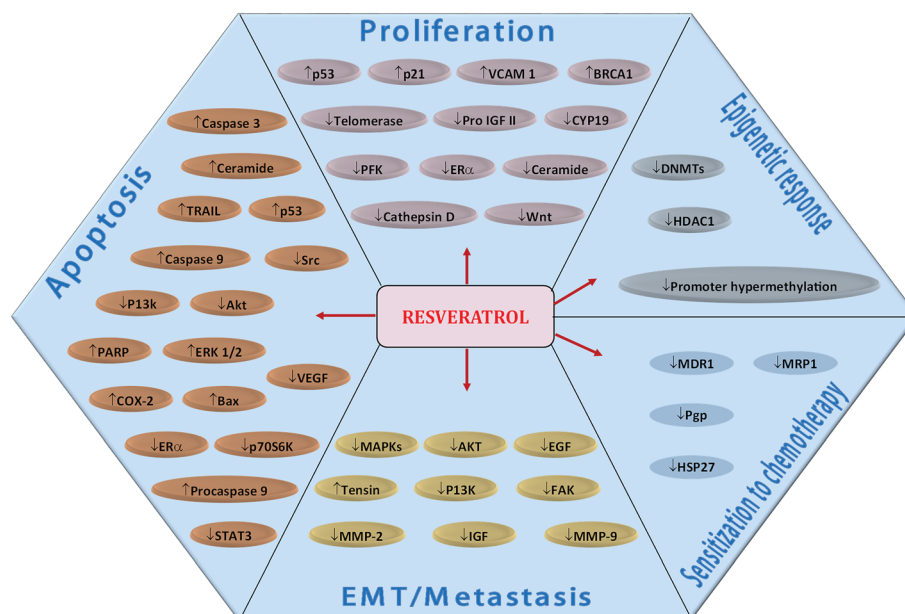 Proliferation
↑p53
↑p21
↑VCAM 1
↑BRCA1
↓Telomerase
↓Pro IGF II
↓CYP19
↓PFK
↓ERα
↓Ceramide
↓Cathepsin D
↓Wnt
Epigenetic response
↓DNMTs
↓HDAC1
↓Promoter hypermethylation
Apoptosis
↑Caspase 3
↑Ceramide
↑TRAIL
↑p53
↑Caspase 9
↓Src
↓P13k
↓Akt
↑PARP
↑ERK 1/2
↓VEGF
↑COX-2
↑Bax
↓ERα
↓p70S6K
↑Procaspase 9
↓STAT3
RESVERATROL
Sensitization to chemotherapy
↓MDR1
↓MRP1
↓Pgp
↓HSP27
↓MAPKs
↓AKT
↓EGF
↑Tensin
↓P13K
↓FAK
↓MMP-2
↓IGF
↓MMP-9
EMT/Metastasis